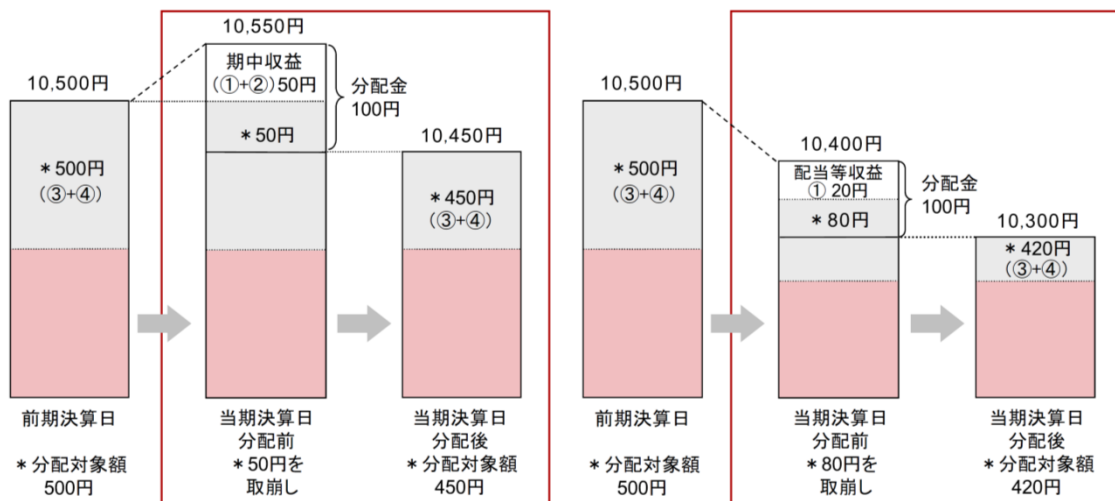 10,500円
*500円
(③+④)
前期決算日
*分配対象額
500円
10,550円
期中収益
(①+②)50円
*50円
分配金
100円
当期決算日
分配前
*50円を
取崩し
10,450円
*450円
(③+④)
当期決算日
分配後
*分配対象額
450円
10,500円
*500円
(③+④)
前期決算日
*分配対象額
500円
10,400円
配当等収益
① 20円
*80円
分配金
100円
当期決算日
分配前
*80円を
取崩し
10,300円
*420円
(③+④)
当期決算日
分配後
*分配対象額
420円